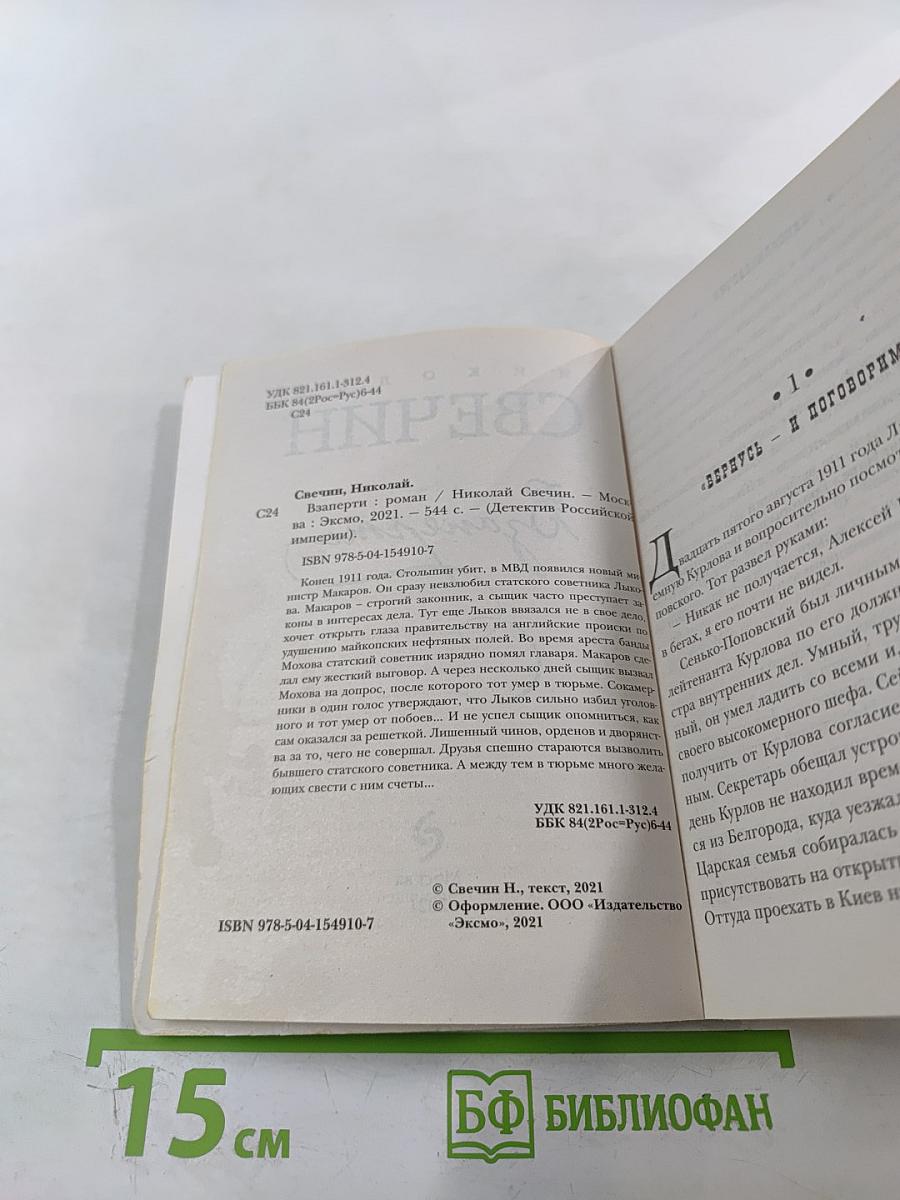 УДК 821.161.1-312.4
ББК 84(2Рос=Рус)6-44
С24
СВЕЧИН
Свечин, Николай.
С24 Взаперти : роман / Николай Свечин. – Моск-
ва : Эксмо, 2021. – 544 с. – (Детектив Российской
империи).
ISBN 978-5-04-154910-7
Конец 1911 года. Столыпин убит, в МВД появился новый ми-
нистр Макаров. Он сразу невзлюбил статского советника Лыко-
ва. Макаров – строгий законник, а сыщик часто преступает за-
коны в интересах дела. Тут еще Лыков ввязался не в свое дело,
хочет открыть глаза правительству на английские происки по
удушению майкопских нефтяных полей. Во время ареста банды
Мохова статский советник изрядно помял главаря. Макаров сде-
лал ему жесткий выговор. А через несколько дней сыщик вызвал
Мохова на допрос, после которого тот умер в тюрьме. Сокамер-
ники в один голос утверждают, что Лыков сильно избил уголов-
ного и тот умер от побоев... И не успел сыщик опомниться, как
сам оказался за решеткой. Лишенный чинов, орденов и дворянст-
ва за то, чего не совершал. Друзья спешно стараются вызволить
бывшего статского советника. А между тем в тюрьме много жела-
ющих свести с ним счеты...
УДК 821.161.1-312.4
ББК 84(2Рос=Рус)6-44
© Свечин Н., текст, 2021
© Оформление. ООО «Издательство
«Эксмо», 2021
ISBN 978-5-04-154910-7
• 1 •
«ВЕРНУСЬ – И ПОГОВОРИМ
Двадцать пятого августа 1911 года Л
емную Курлова и вопросительно посмот
повского. Тот развел руками:
– Никак не получается, Алексей
в бегах, я его почти не видел.
Сенько-Поповский был личным
лейтенанта Курлова по его должн
стра внутренних дел. Умный, тру
ный, он умел ладить со всеми и,
своего высокомерного шефа. Сей
получить от Курлова согласие
ным. Секретарь обещал устро
день Курлов не находил врем
ся из Белгорода, куда уезжал
Царская семья собиралась
присутствовать на открыти
Оттуда проехать в Киев н
15 см
БФ БИБЛИОФАН